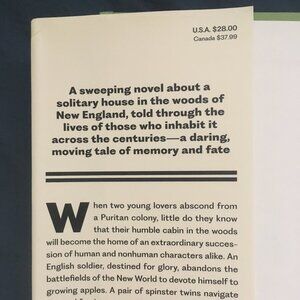 U.S.A. $28.00
Canada $37.99
A sweeping novel about a
solitary house in the woods of
New England, told through the
lives of those who inhabit it
across the centuries—a daring,
moving tale of memory and fate
When two young lovers abscond from
a Puritan colony, little do they know
that their humble cabin in the woods
will become the home of an extraordinary succes-
sion of human and nonhuman characters alike. An
English soldier, destined for glory, abandons the
battlefields of the New World to devote himself to
growing apples. A pair of spinster twins navigate